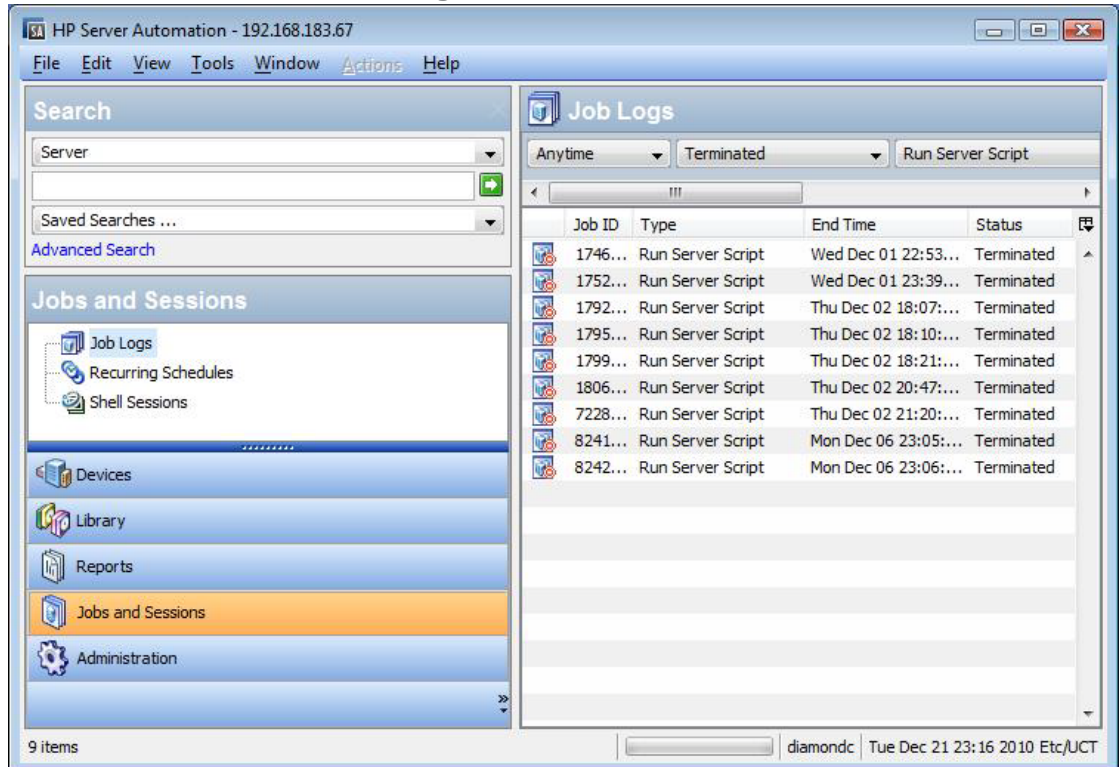 HP Server Automation - 192.168.183.67
File Edit View Tools Window Actions Help
Search
Server
Saved Searches ...
Advanced Search
Jobs and Sessions
Job Logs
Recurring Schedules
Shell Sessions
Devices
Library
Reports
Jobs and Sessions
Administration
Job Logs
Anytime Terminated Run Server Script
Job ID Type End Time Status
1746... Run Server Script Wed Dec 01 22:53... Terminated
1752... Run Server Script Wed Dec 01 23:39... Terminated
1792... Run Server Script Thu Dec 02 18:07:... Terminated
1795... Run Server Script Thu Dec 02 18:10:... Terminated
1799... Run Server Script Thu Dec 02 18:21:... Terminated
1806... Run Server Script Thu Dec 02 20:47:... Terminated
7228... Run Server Script Thu Dec 02 21:20:... Terminated
8241... Run Server Script Mon Dec 06 23:05:... Terminated
8242... Run Server Script Mon Dec 06 23:06:... Terminated
9 items diamondc Tue Dec 21 23:16 2010 Etc/UCT